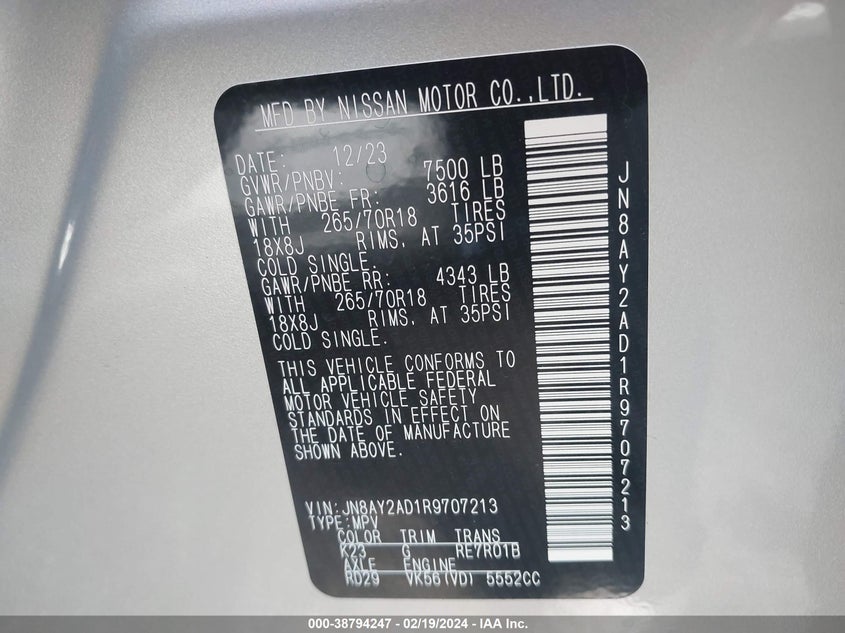 MFD BY NISSAN MOTOR CO.,LTD.
DATE: 12/23
GVWR/PNBV: 7500 LB
GAWR/PNBE FR: 3616 LB
WITH 265/70R18 TIRES
18X8J RIMS, AT 35PSI
COLD SINGLE.
GAWR/PNBE RR: 4343 LB
WITH 265/70R18 TIRES
18X8J RIMS, AT 35PSI
COLD SINGLE.
THIS VEHICLE CONFORMS TO
ALL APPLICABLE FEDERAL
MOTOR VEHICLE SAFETY
STANDARDS IN EFFECT ON
THE DATE OF MANUFACTURE
SHOWN ABOVE.
VIN:JN8AY2AD1R9707213
TYPE:MPV
COLOR TRIM TRANS
K23 G RE7R01B
AXLE ENGINE
RD29 VK56(VD) 5552CC
JN8AY2AD1R9707213
000-38794247 - 02/19/2024 - IAA Inc.